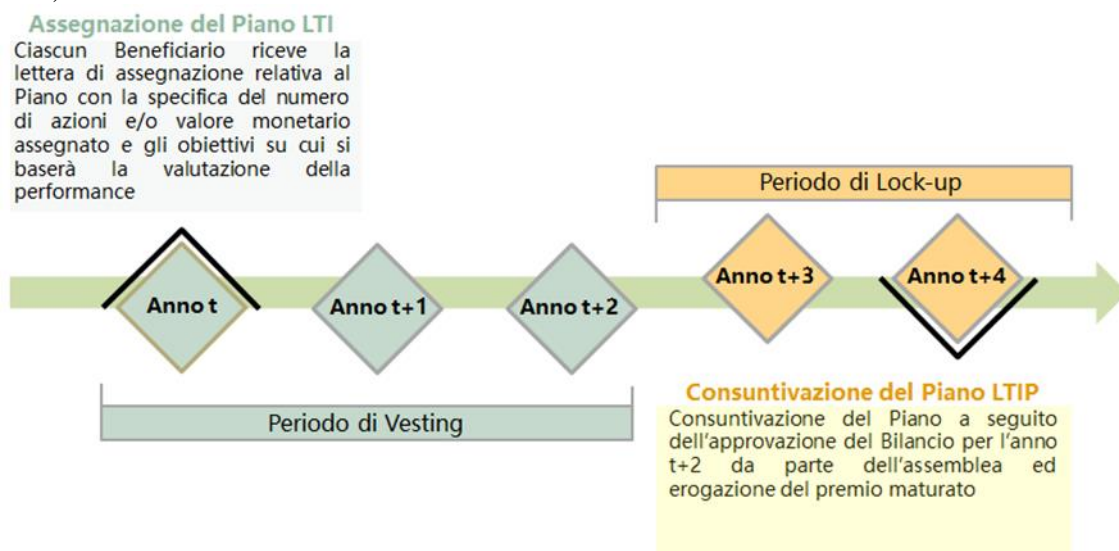 Assegnazione del Piano LTI
Ciascun Beneficiario riceve la
lettera di assegnazione relativa al
Piano con la specifica del numero
di azioni e/o valore monetario
assegnato e gli obiettivi su cui si
baserà la valutazione della
performance
Periodo di Lock-up
Anno t
Anno t+1
Anno t+2
Anno t+3
Anno t+4
Periodo di Vesting
Consuntivazione del Piano LTIP
Consuntivazione del Piano a seguito
dell'approvazione del Bilancio per l'anno
t+2 da parte dell'assemblea ed
erogazione del premio maturato